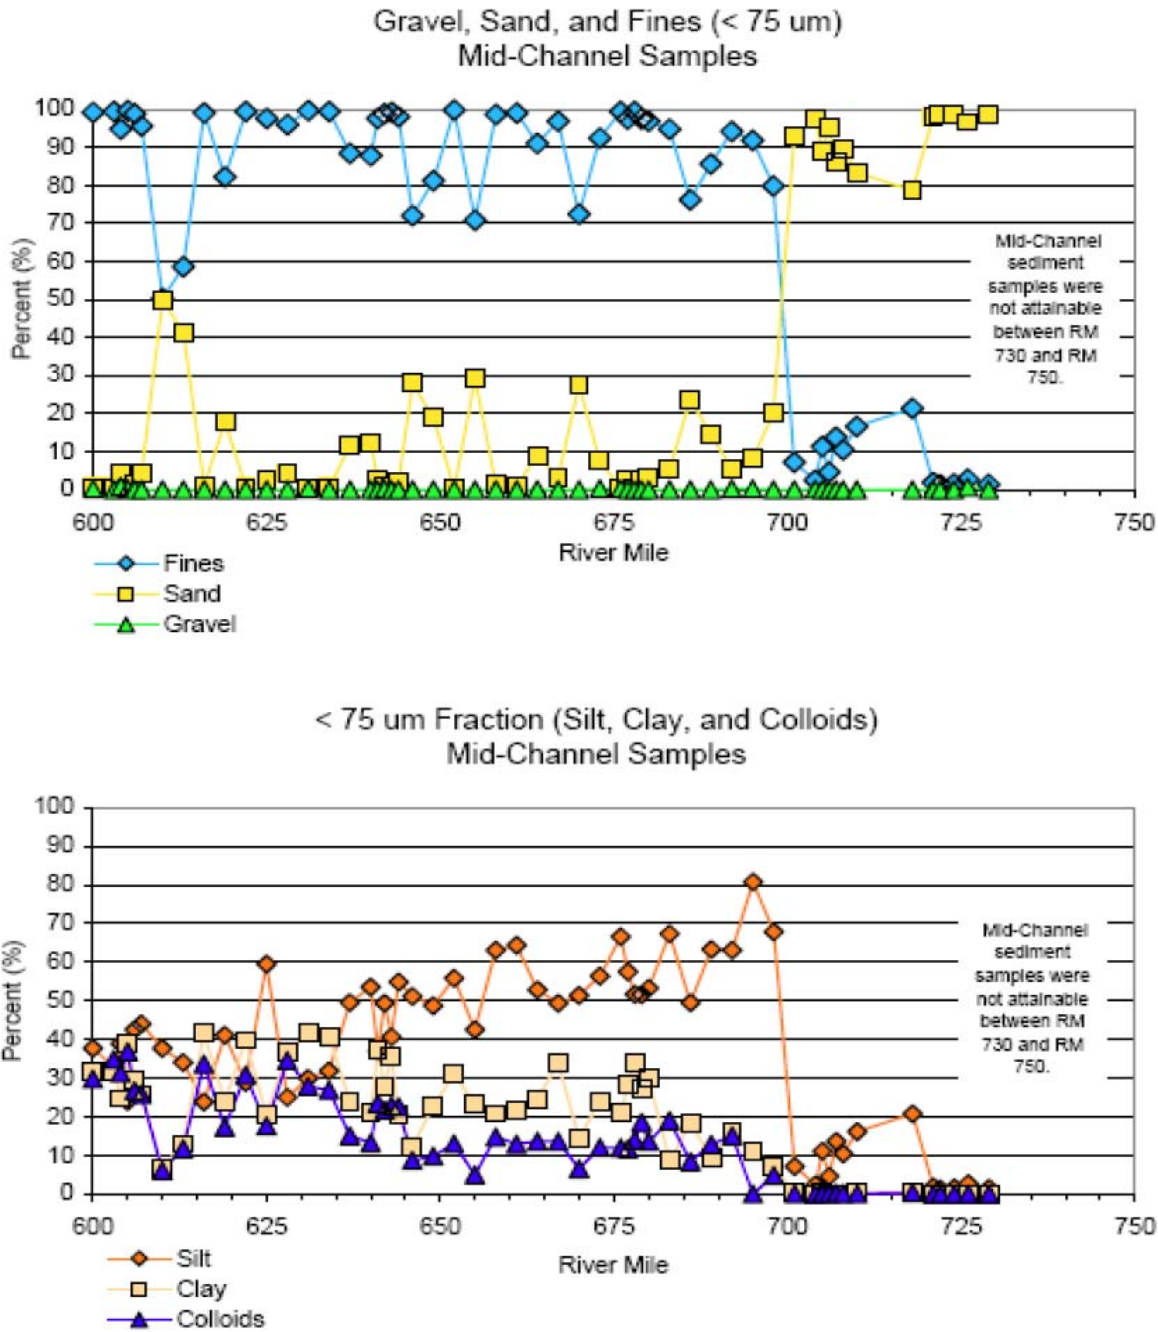 Gravel, Sand, and Fines (< 75 um)
Mid-Channel Samples
Percent (%)
100
90
80
70
60
50
40
30
20
10
0
Mid-Channel
sediment
samples were
not attainable
between RM
730 and RM
750.
600 625 650 675 700 725 750
River Mile
Fines
Sand
Gravel
< 75 um Fraction (Silt, Clay, and Colloids)
Mid-Channel Samples
Percent (%)
100
90
80
70
60
50
40
30
20
10
0
Mid-Channel
sediment
samples were
not attainable
between RM
730 and RM
750.
600 625 650 675 700 725 750
River Mile
Silt
Clay
Colloids